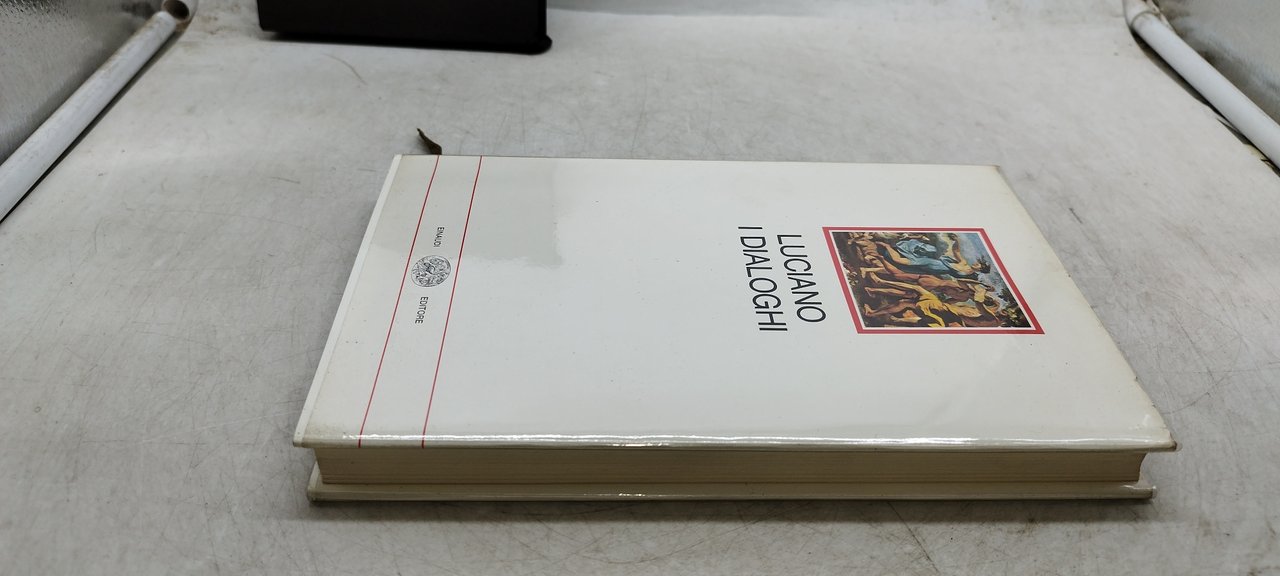 LUCIANO
I DIALOGHI
EINAUDI
EDITORE